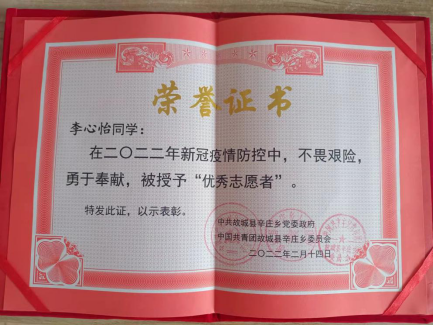 荣誉证书
李心怡同学：
在二〇二二年新冠疫情防控中，不畏艰险，
勇于奉献，被授予“优秀志愿者”。
特发此证，以示表彰。
中共故城县辛庄乡党委政府
中国共青团故城县辛庄乡委员会
二〇二二年二月十四日